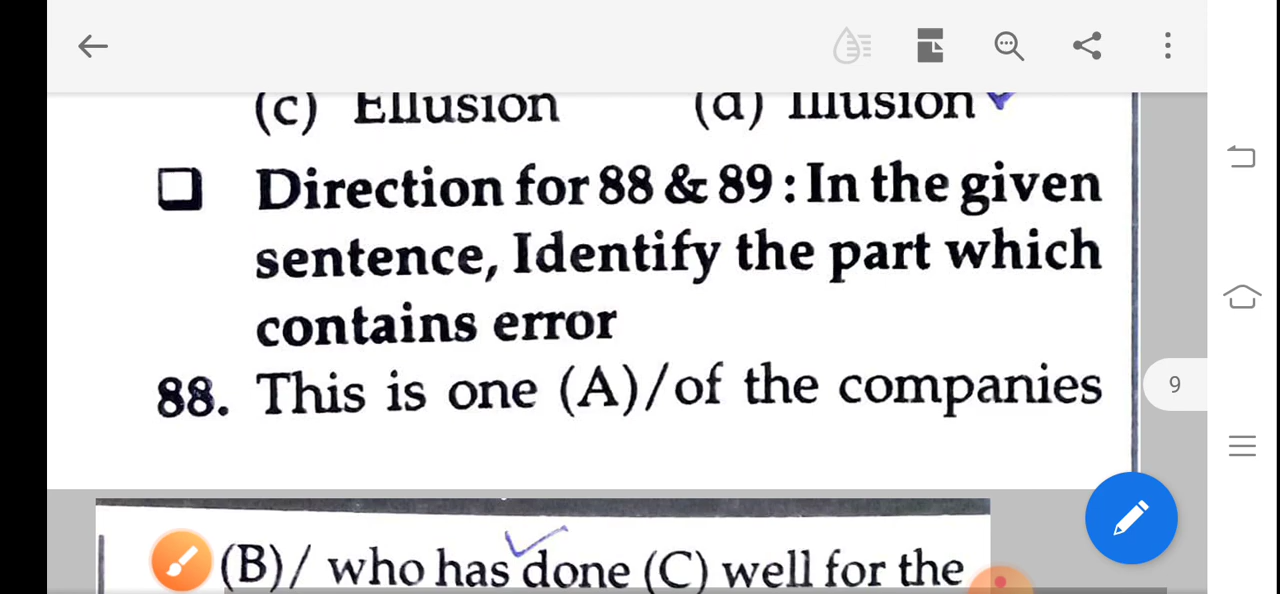 (c) Ellusion (d) Illusion
❑ Direction for 88 & 89 : In the given
sentence, Identify the part which
contains error
88. This is one (A)/of the companies
9
(B)/ who has done (C) well for the